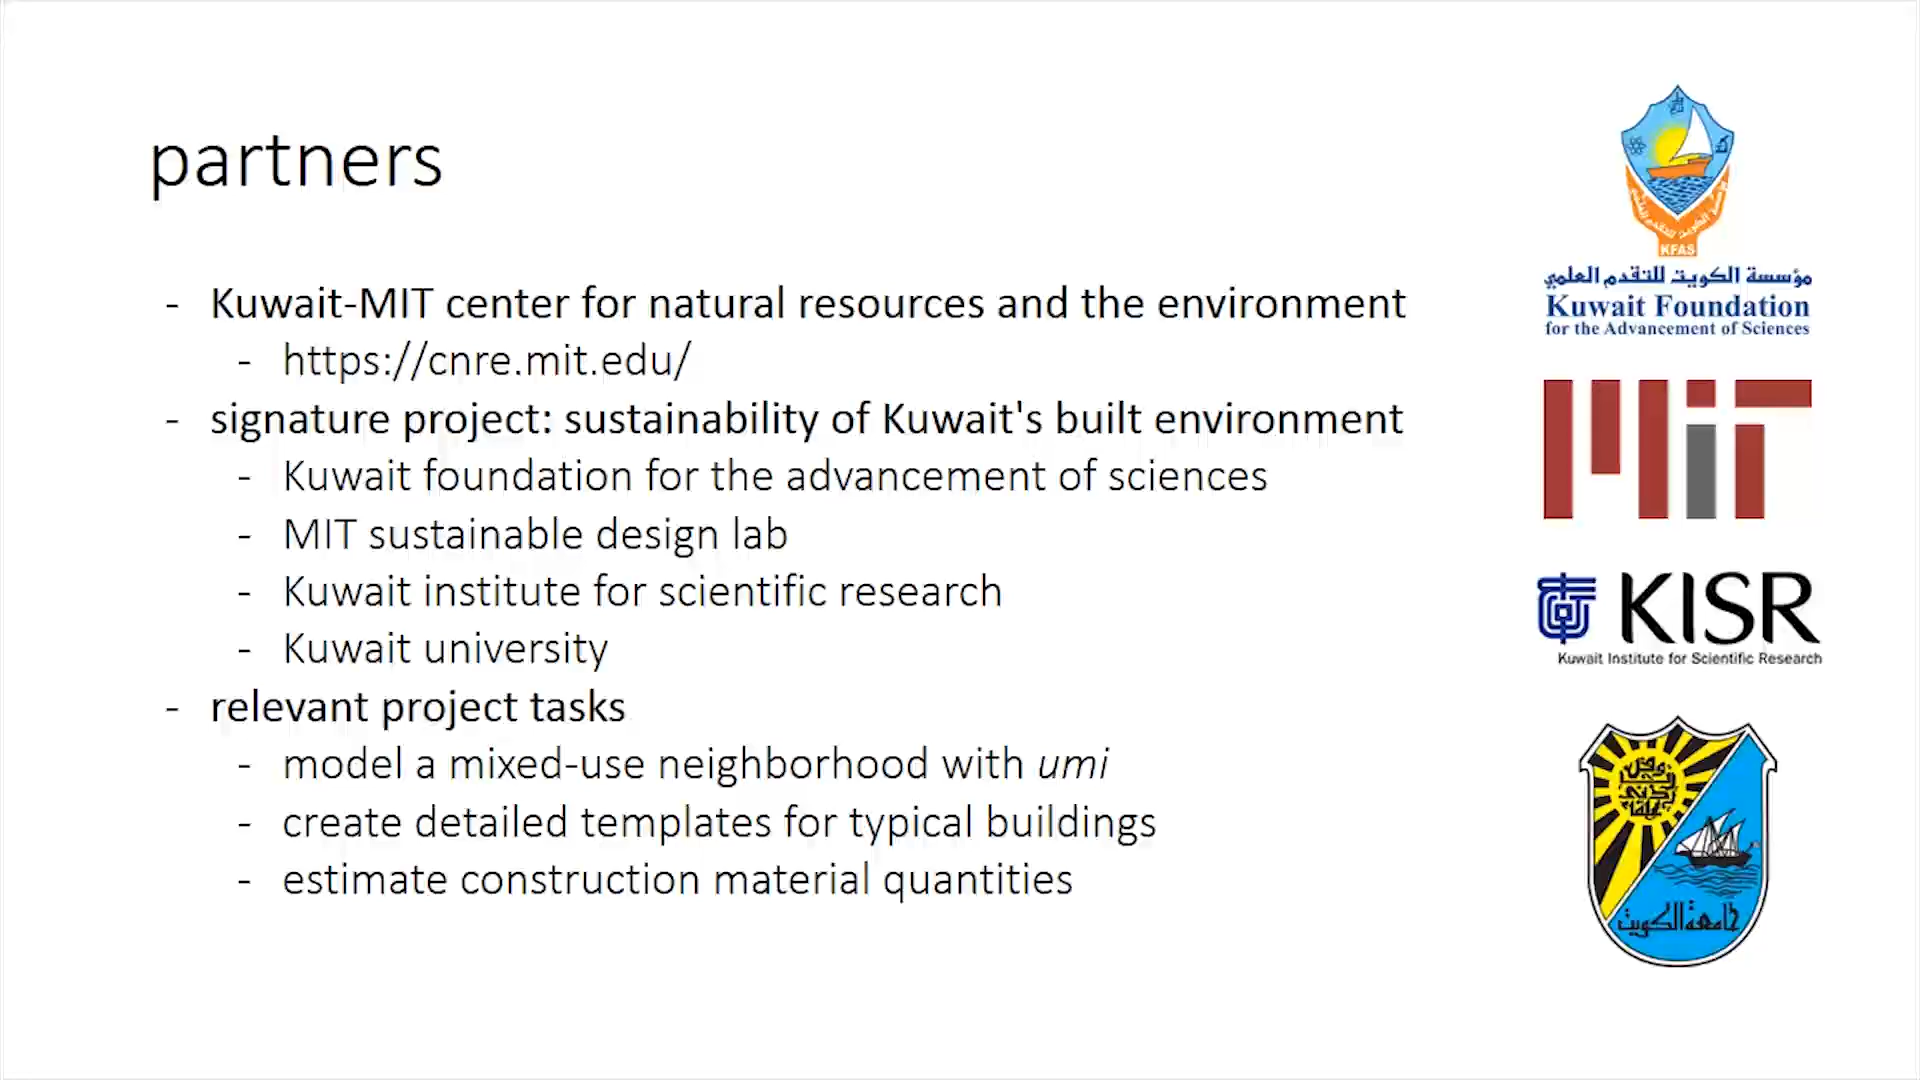 partners
- Kuwait-MIT center for natural resources and the environment
- https://cnre.mit.edu/
- signature project: sustainability of Kuwait's built environment
- Kuwait foundation for the advancement of sciences
- MIT sustainable design lab
- Kuwait institute for scientific research
- Kuwait university
- relevant project tasks
- model a mixed-use neighborhood with umi
- create detailed templates for typical buildings
- estimate construction material quantities
KFAS
مؤسسة الكويت للتقدم العلمي
Kuwait Foundation
for the Advancement of Sciences
MIT
KISR
Kuwait Institute for Scientific Research
جامعة الكويت